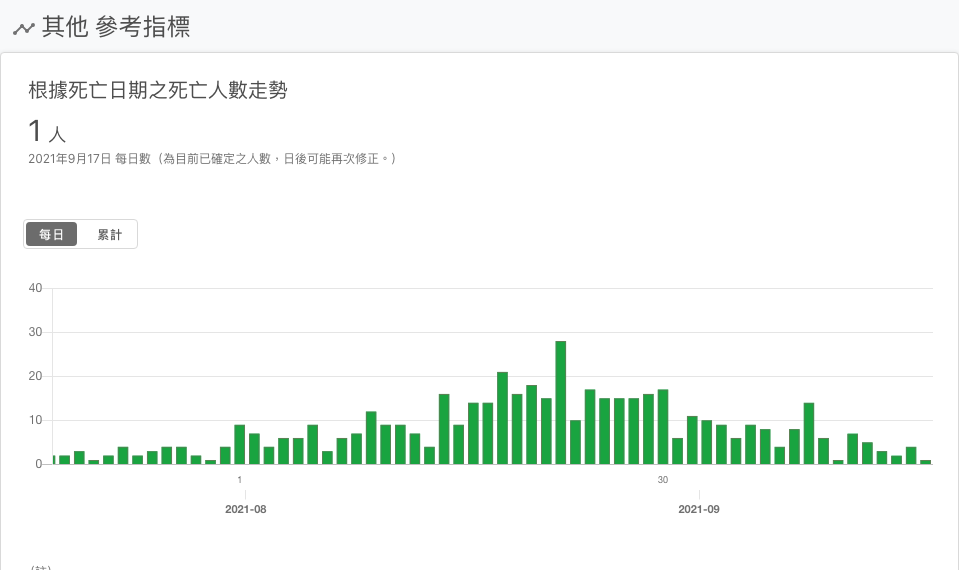 其他 參考指標
根據死亡日期之死亡人數走勢
1 人
2021年9月17日 每日數（為目前已確定之人數，日後可能再次修正。）
每日 累計
40
30
20
10
0
1 30
2021-08 2021-09